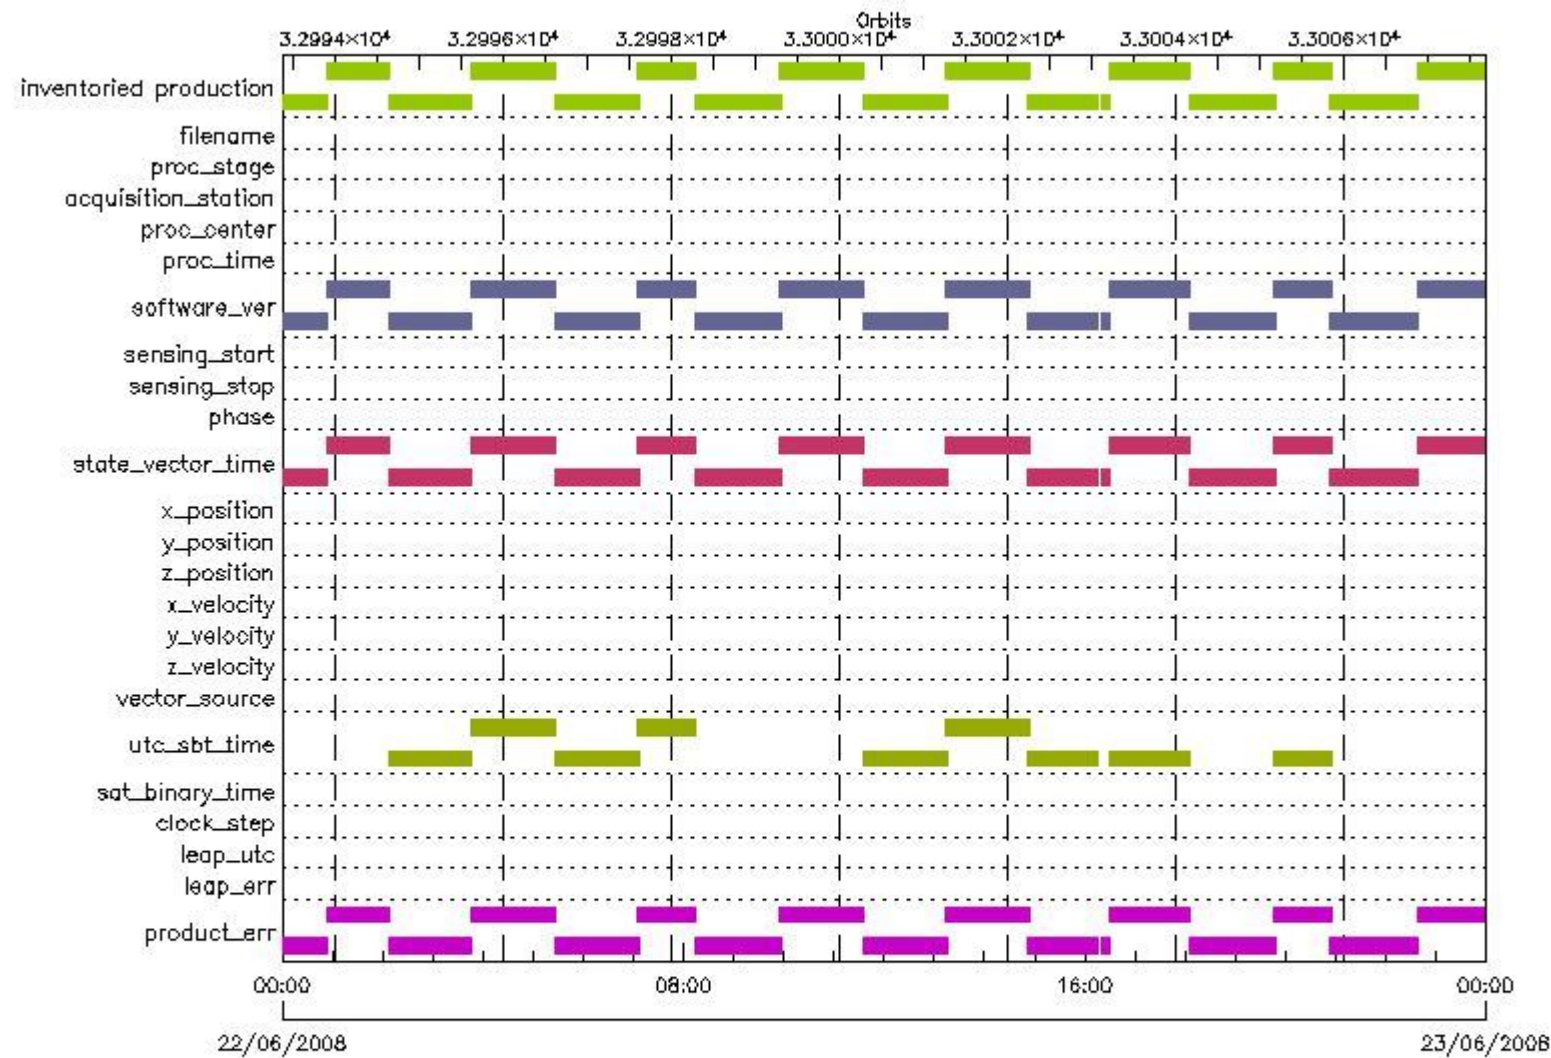 Orbits
3.2994×10⁴ 3.2996×10⁴ 3.2998×10⁴ 3.3000×10⁴ 3.3002×10⁴ 3.3004×10⁴ 3.3006×10⁴
inventoried production
filename
proc_stage
acquisition_station
proc_center
proc_time
software_ver
sensing_start
sensing_stop
phase
state_vector_time
x_position
y_position
z_position
x_velocity
y_velocity
z_velocity
vector_source
utc_sbt_time
sat_binary_time
clock_step
leap_utc
leap_err
product_err
00:00 08:00 16:00 00:00
22/06/2008 23/06/2008